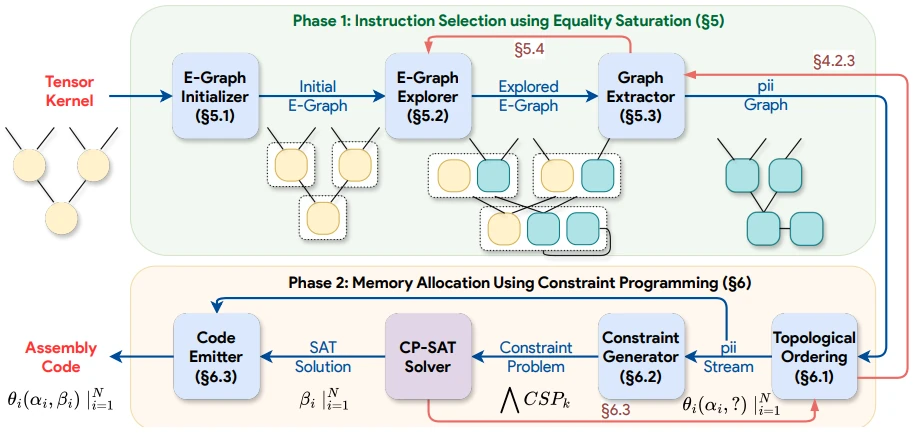 Phase 1: Instruction Selection using Equality Saturation (§5)
§5.4
§4.2.3
Tensor
Kernel
E-Graph
Initializer
(§5.1)
Initial
E-Graph
E-Graph
Explorer
(§5.2)
Explored
E-Graph
Graph
Extractor
(§5.3)
pii
Graph
Phase 2: Memory Allocation Using Constraint Programming (§6)
Assembly
Code
θᵢ(αᵢ, βᵢ) |ᴺᵢ₌₁
Code
Emitter
(§6.3)
SAT
Solution
βᵢ |ᴺᵢ₌₁
CP-SAT
Solver
Constraint
Problem
⋀ CSPₖ
Constraint
Generator
(§6.2)
pii
Stream
θᵢ(αᵢ, ?) |ᴺᵢ₌₁
Topological
Ordering
(§6.1)
§6.3